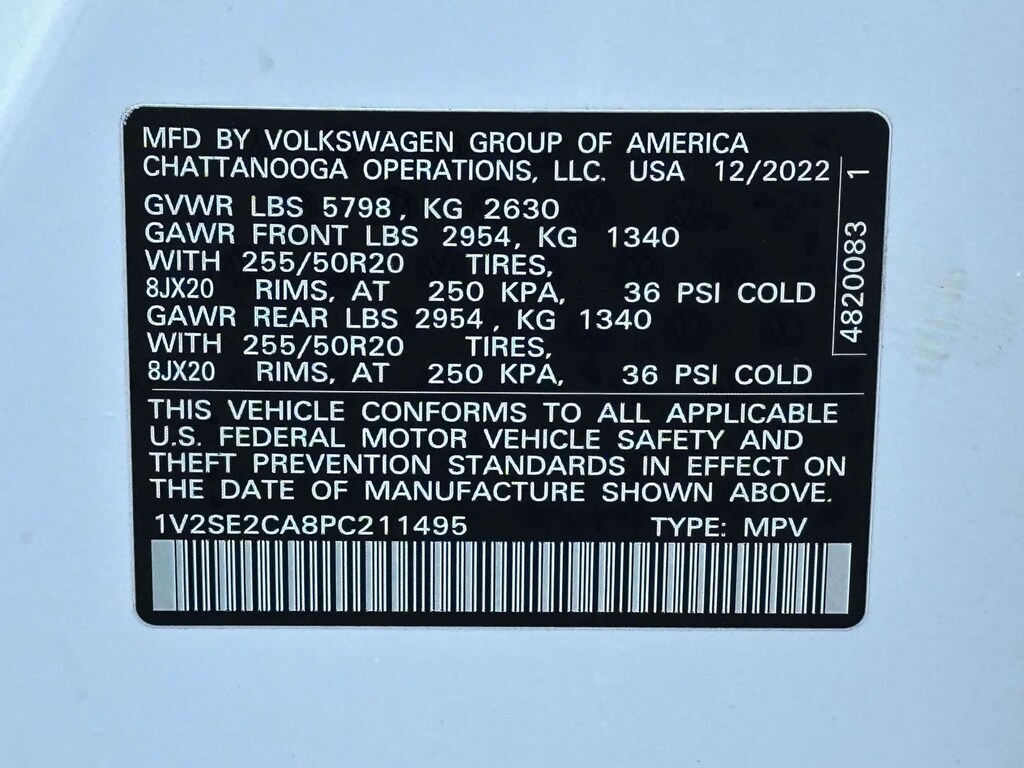 MFD BY VOLKSWAGEN GROUP OF AMERICA
CHATTANOOGA OPERATIONS, LLC. USA 12/2022
GVWR LBS 5798, KG 2630
GAWR FRONT LBS 2954, KG 1340
WITH 255/50R20 TIRES,
8JX20 RIMS, AT 250 KPA, 36 PSI COLD
GAWR REAR LBS 2954, KG 1340
WITH 255/50R20 TIRES,
8JX20 RIMS, AT 250 KPA, 36 PSI COLD
4820083 1
THIS VEHICLE CONFORMS TO ALL APPLICABLE
U.S. FEDERAL MOTOR VEHICLE SAFETY AND
THEFT PREVENTION STANDARDS IN EFFECT ON
THE DATE OF MANUFACTURE SHOWN ABOVE.
1V2SE2CA8PC211495 TYPE: MPV